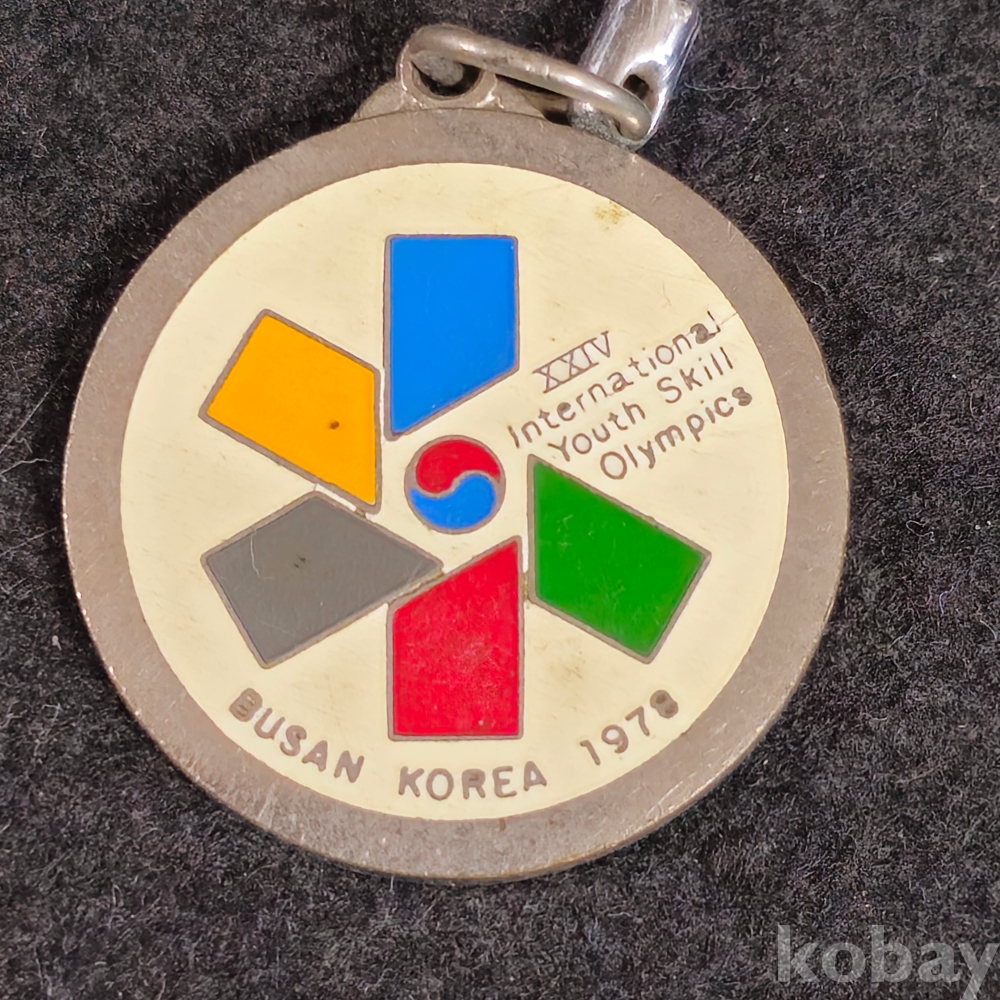 XXIV
International
Youth Skill
Olympics
BUSAN KOREA 1978
kobay